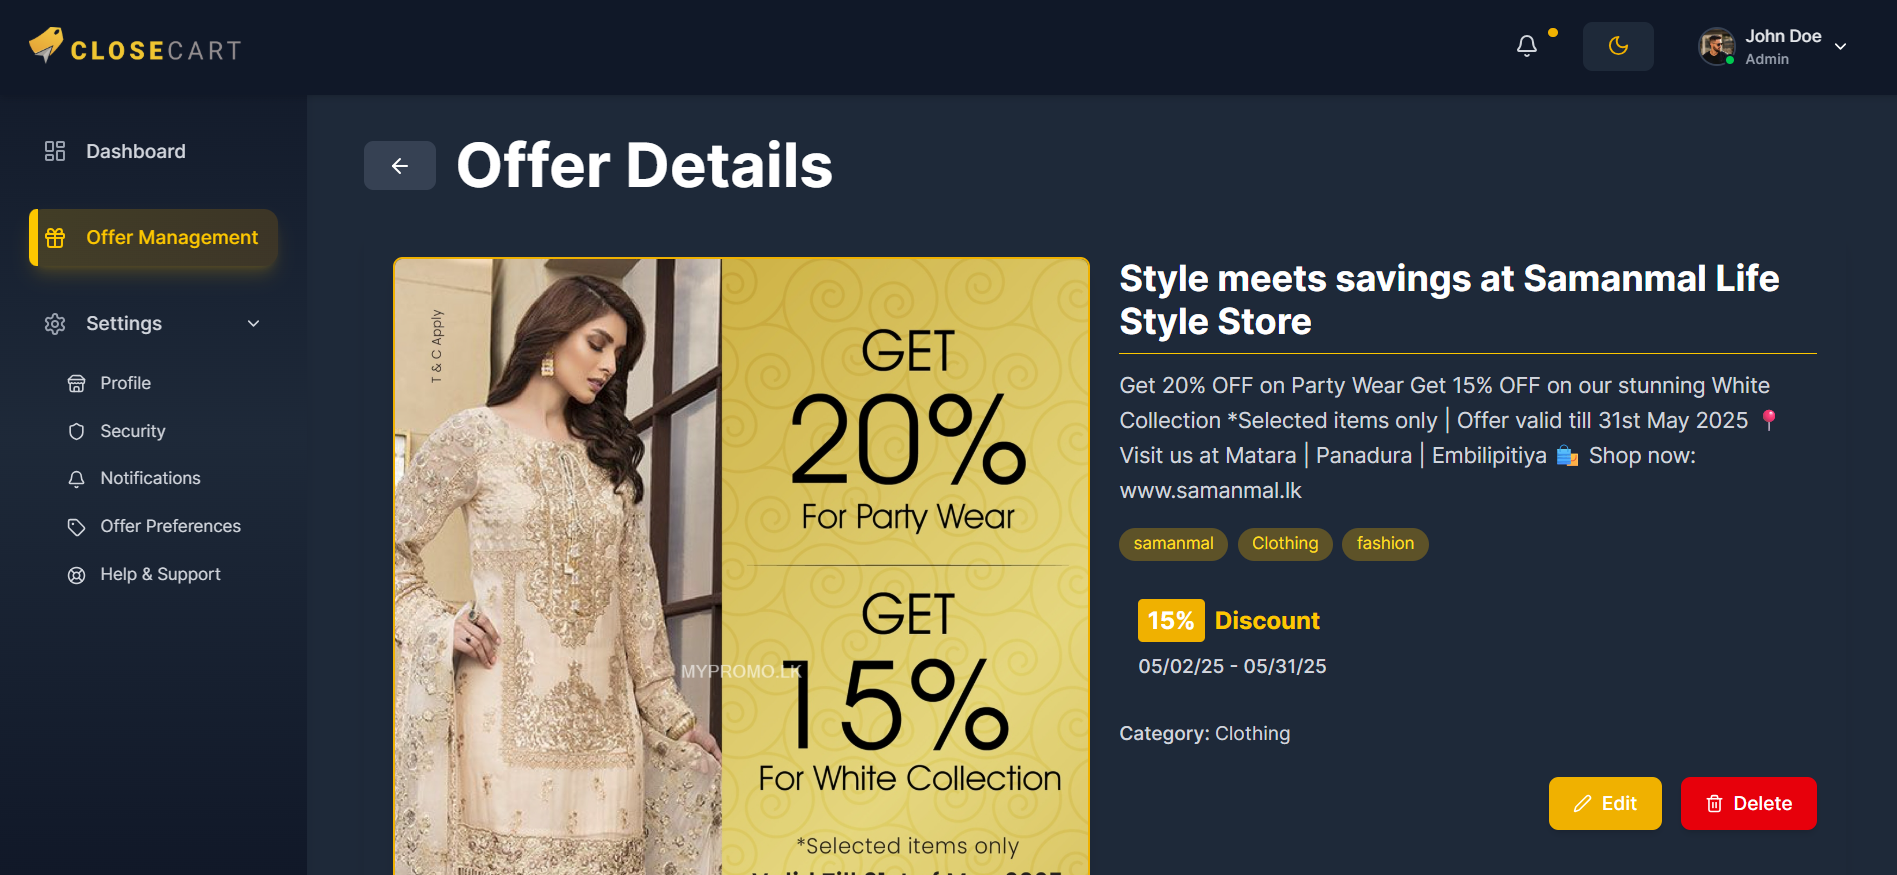 CLOSECART
John Doe
Admin
Dashboard
Offer Management
Settings
Profile
Security
Notifications
Offer Preferences
Help & Support
Offer Details
T & C Apply
GET
20%
For Party Wear
GET
15%
For White Collection
MYPROMO.LK
*Selected items only
Style meets savings at Samanmal Life
Style Store
Get 20% OFF on Party Wear Get 15% OFF on our stunning White
Collection *Selected items only | Offer valid till 31st May 2025 📍
Visit us at Matara | Panadura | Embilipitiya 🛍️ Shop now:
www.samanmal.lk
samanmal Clothing fashion
15% Discount
05/02/25 - 05/31/25
Category: Clothing
Edit Delete